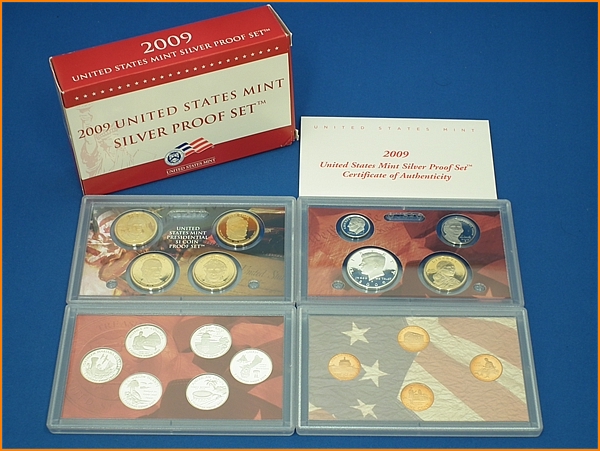 2009
UNITED STATES MINT SILVER PROOF SET™
2009 UNITED STATES MINT
SILVER PROOF SET™
UNITED STATES MINT
UNITED STATES MINT
2009
United States Mint Silver Proof Set™
Certificate of Authenticity
UNITED
STATES MINT
PRESIDENTIAL
$1 COIN
PROOF SET™